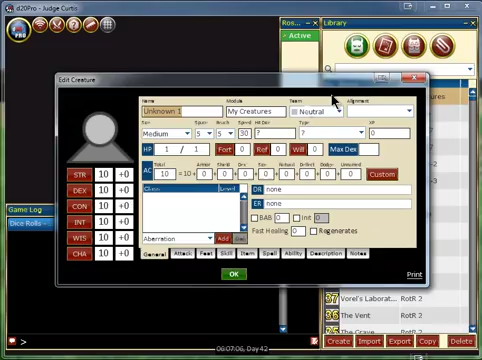 d20Pro - Judge Curtis
Ros...
Library
Active
Edit Creature
Name
Module
Team
Alignment
Unknown 1
My Creatures
Neutral
Size
Space
Reach
Speed
HP Dice
Type
XP
Medium
5
5
30
?
?
0
HP
1 / 1
Fort
0
Ref
0
Will
0
Max Dex
AC
Total
Armor
Shield
Dex
Size
Natural
Deflect
Dodge
Unnamed
10
= 10 +
0
0
0
0
0
0
0
0
Custom
STR 10 +0
DEX 10 +0
CON 10 +0
INT 10 +0
WIS 10 +0
CHA 10 +0
Class
Level
DR
none
ER
none
BAB
0
Init
0
Fast Healing
0
Regenerates
Aberration
Add
General
Attack
Feat
Skill
Item
Spell
Ability
Description
Notes
OK
Print
Game Log
Dice Rolls -
37
Vorel's Laborat...
RotR 2
36
The Vent
RotR 2
RotR 2
Create
Import
Export
Copy
Delete
06:07:06, Day 42